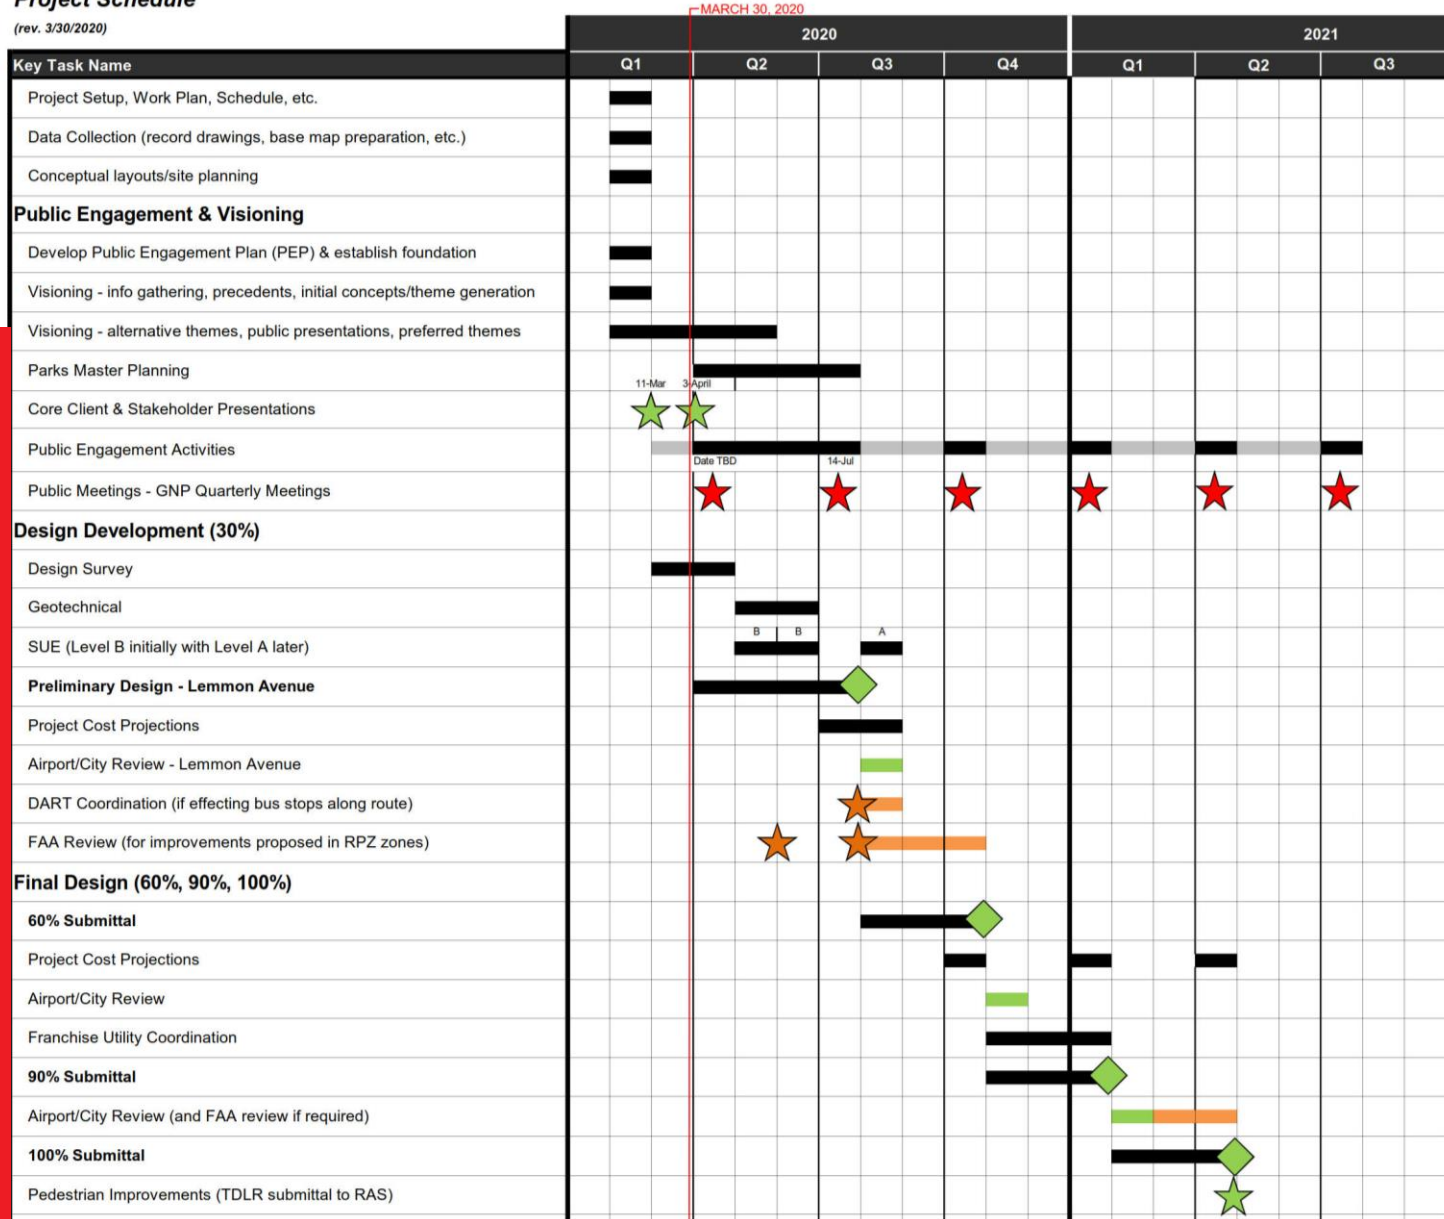 Project Schedule
(rev. 3/30/2020)
MARCH 30, 2020
2020
2021
Key Task Name
Q1
Q2
Q3
Q4
Q1
Q2
Q3
Project Setup, Work Plan, Schedule, etc.
Data Collection (record drawings, base map preparation, etc.)
Conceptual layouts/site planning
Public Engagement & Visioning
Develop Public Engagement Plan (PEP) & establish foundation
Visioning - info gathering, precedents, initial concepts/theme generation
Visioning - alternative themes, public presentations, preferred themes
Parks Master Planning
11-Mar
3-April
Core Client & Stakeholder Presentations
Public Engagement Activities
Date TBD
14-Jul
Public Meetings - GNP Quarterly Meetings
Design Development (30%)
Design Survey
Geotechnical
B
B
A
SUE (Level B initially with Level A later)
Preliminary Design - Lemmon Avenue
Project Cost Projections
Airport/City Review - Lemmon Avenue
DART Coordination (if effecting bus stops along route)
FAA Review (for improvements proposed in RPZ zones)
Final Design (60%, 90%, 100%)
60% Submittal
Project Cost Projections
Airport/City Review
Franchise Utility Coordination
90% Submittal
Airport/City Review (and FAA review if required)
100% Submittal
Pedestrian Improvements (TDLR submittal to RAS)